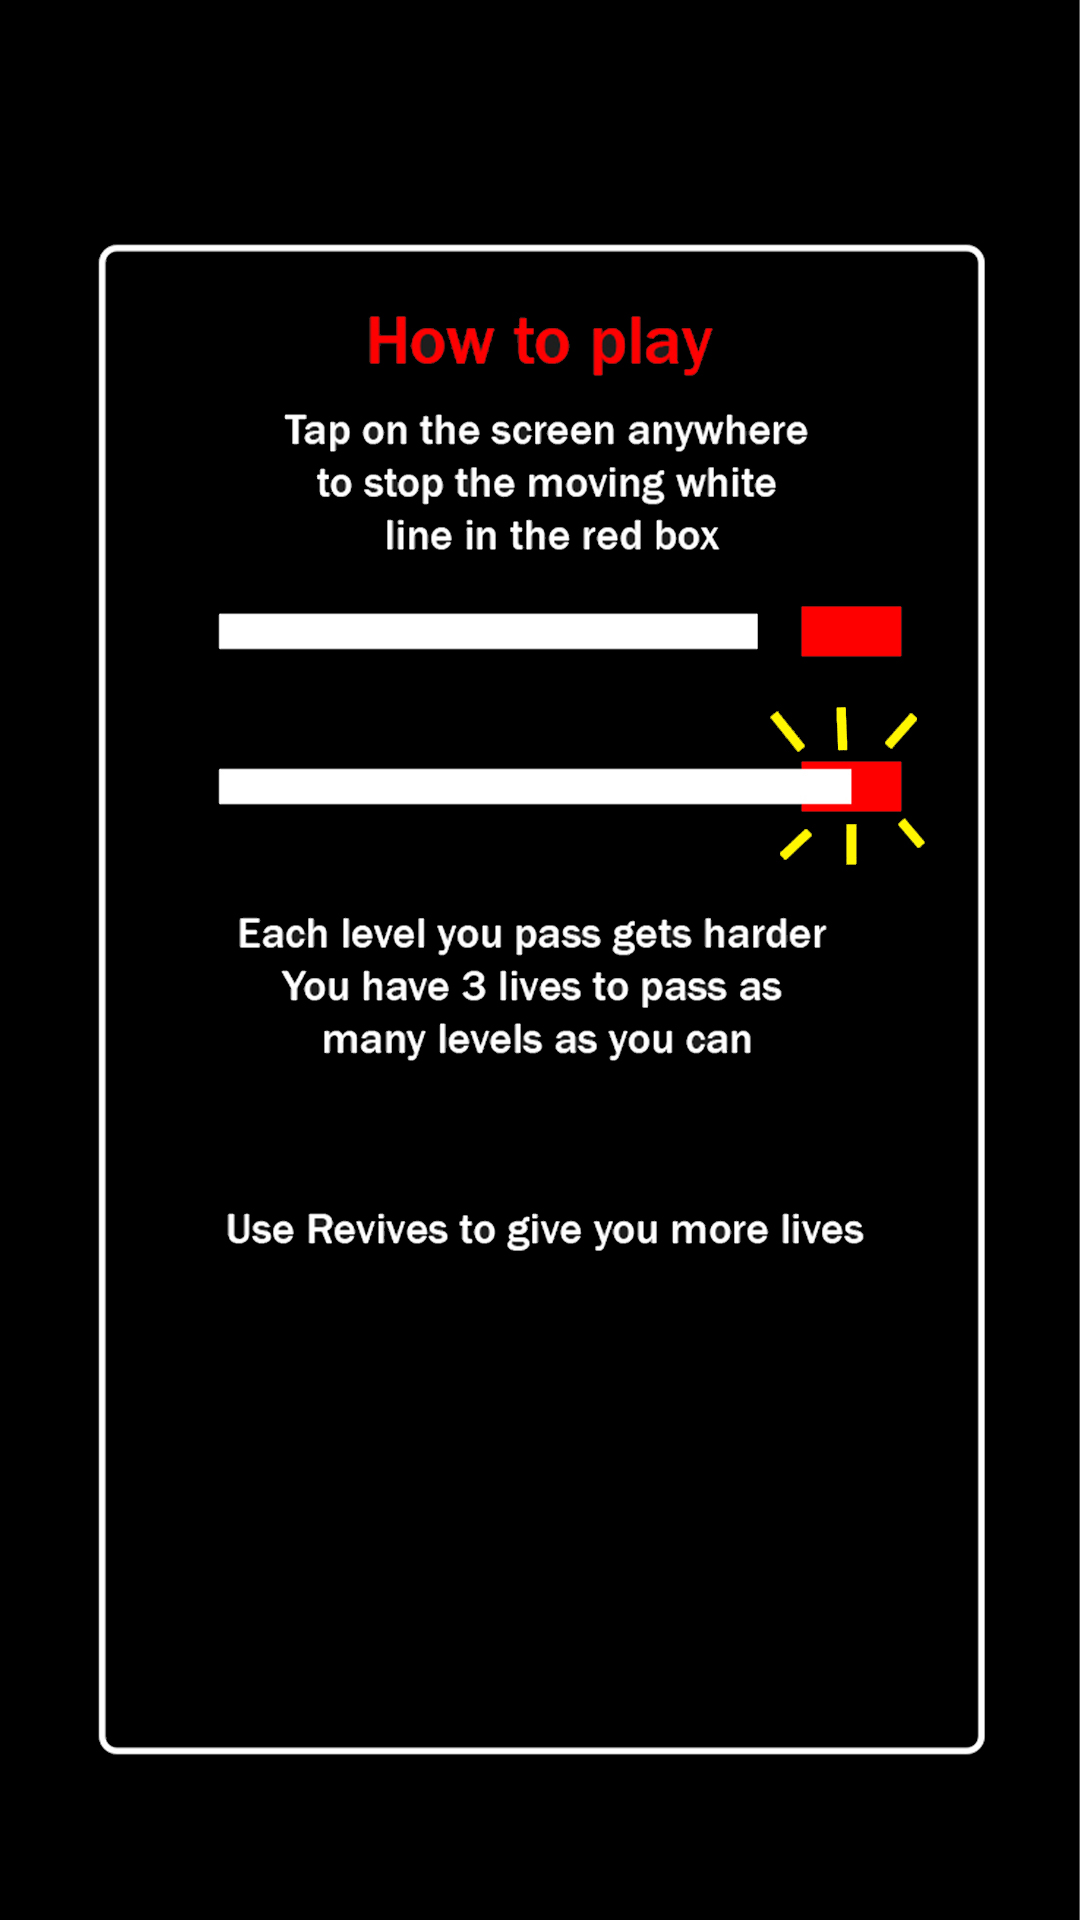 How to play
Tap on the screen anywhere
to stop the moving white
line in the red box
Each level you pass gets harder
You have 3 lives to pass as
many levels as you can
Use Revives to give you more lives